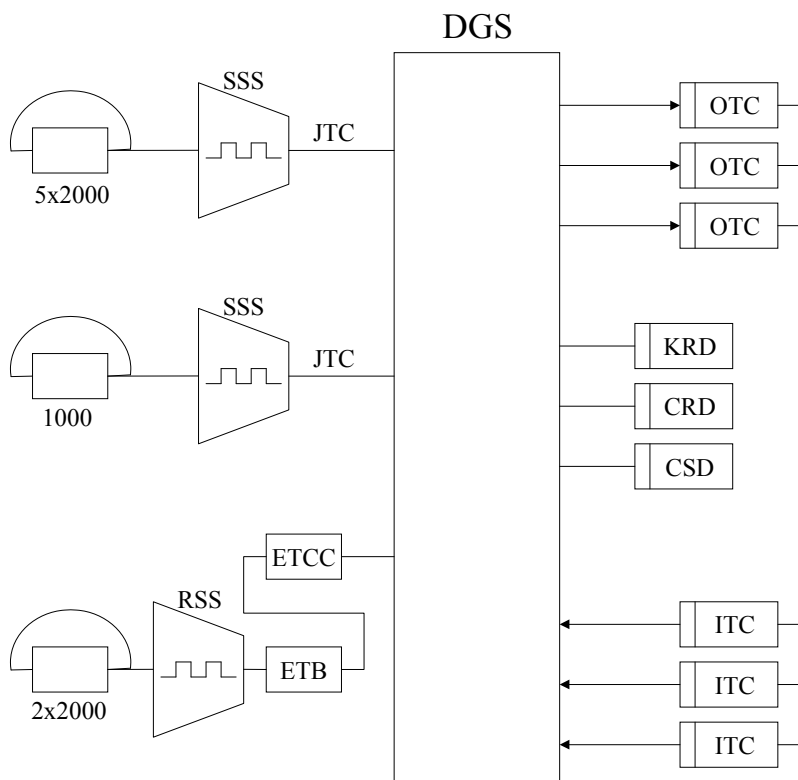 DGS
SSS
JTC
5x2000
SSS
JTC
1000
ETCC
RSS
ETB
2x2000
OTC
OTC
OTC
KRD
CRD
CSD
ITC
ITC
ITC